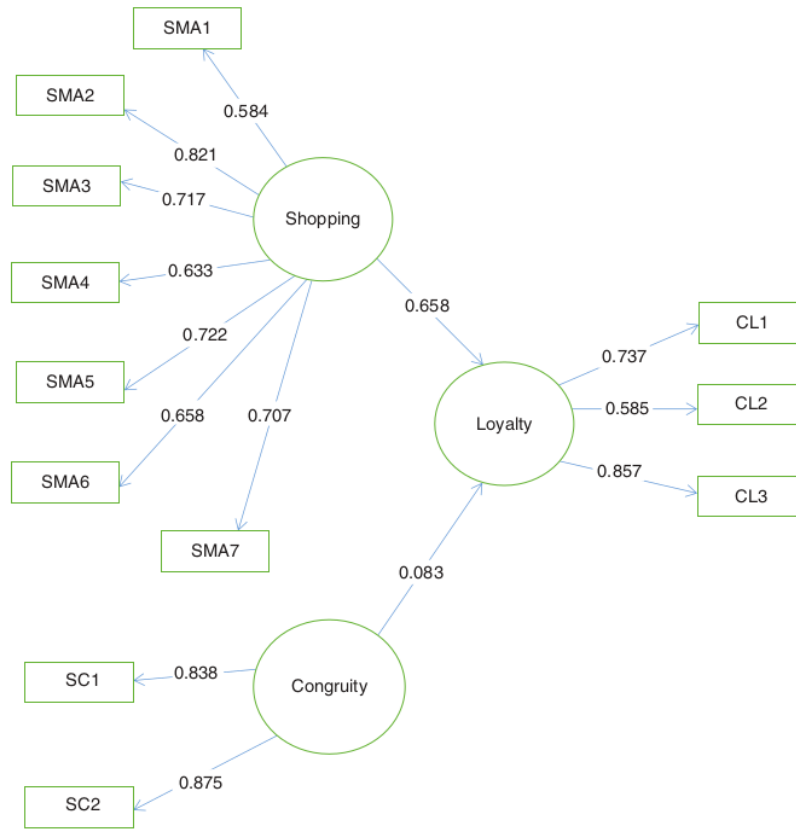 SMA1
SMA2
0.584
0.821
SMA3
0.717
Shopping
SMA4
0.633
0.658
CL1
0.722
0.737
SMA5
CL2
0.585
0.658
0.707
Loyalty
0.857
SMA6
CL3
SMA7
0.083
SC1
0.838
Congruity
0.875
SC2